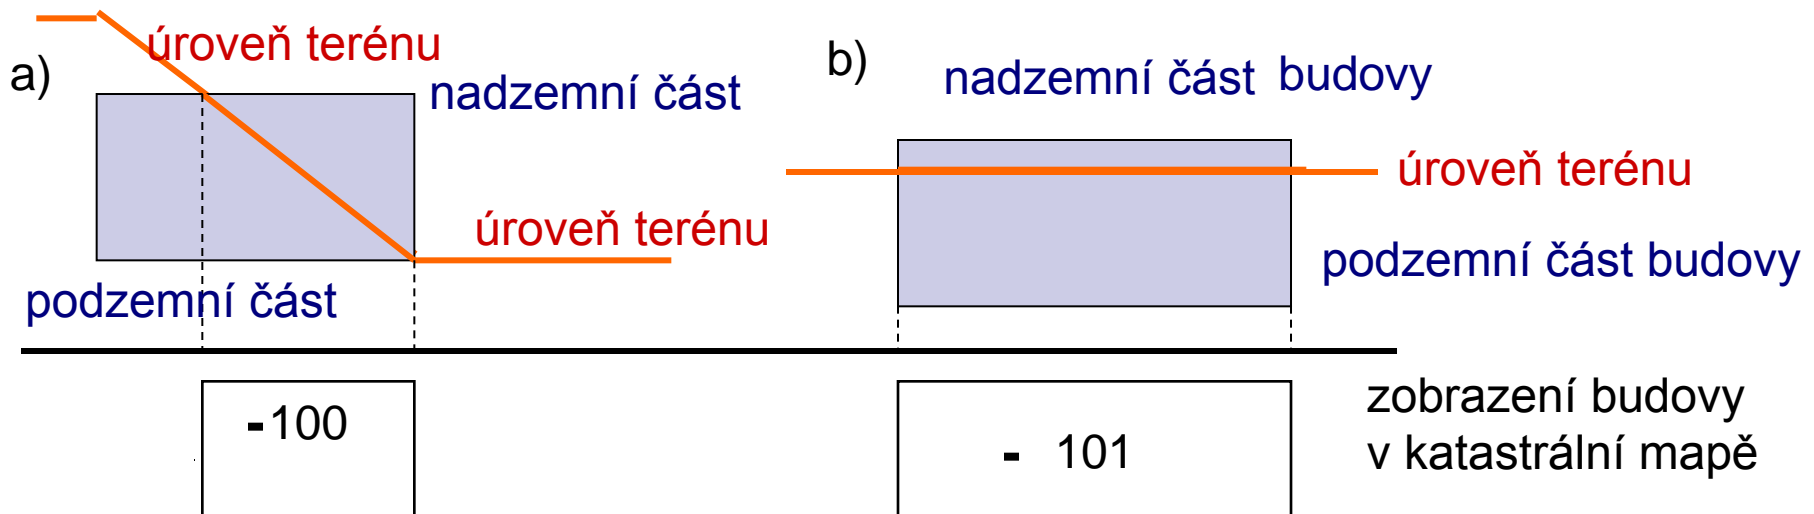 a)
úroveň terénu
nadzemní část
úroveň terénu
podzemní část
-100
b)
nadzemní část budovy
úroveň terénu
podzemní část budovy
- 101
zobrazení budovy
v katastrální mapě